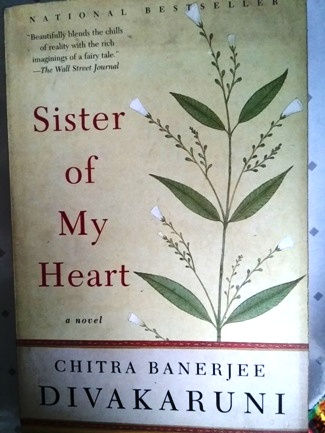 NATIONAL BESTSELLER
"Beautifully blends the chills
of reality with the rich
imaginings of a fairy tale."
—The Wall Street Journal
Sister
of
My
Heart
a novel
CHITRA BANERJEE
DIVAKARUNI